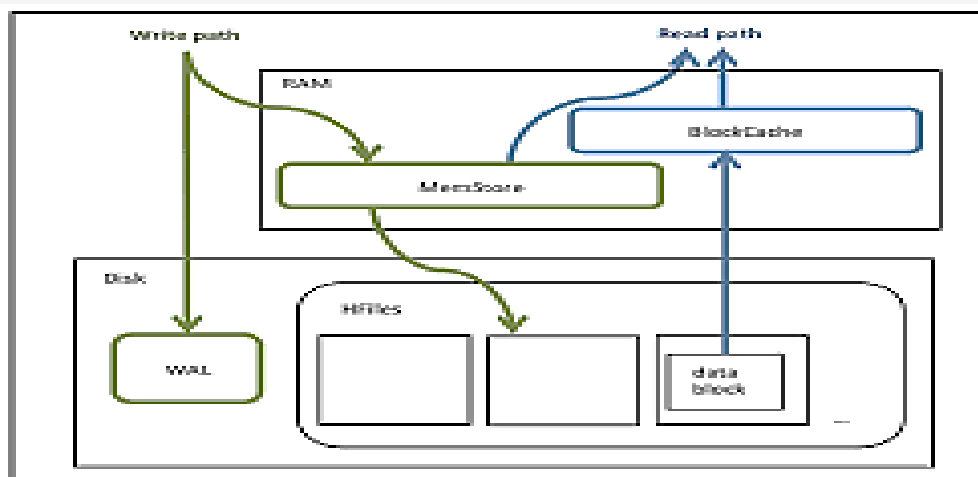 Write path
Read path
RAM
BlockCache
MemStore
Disk
HFiles
WAL
data
block
...